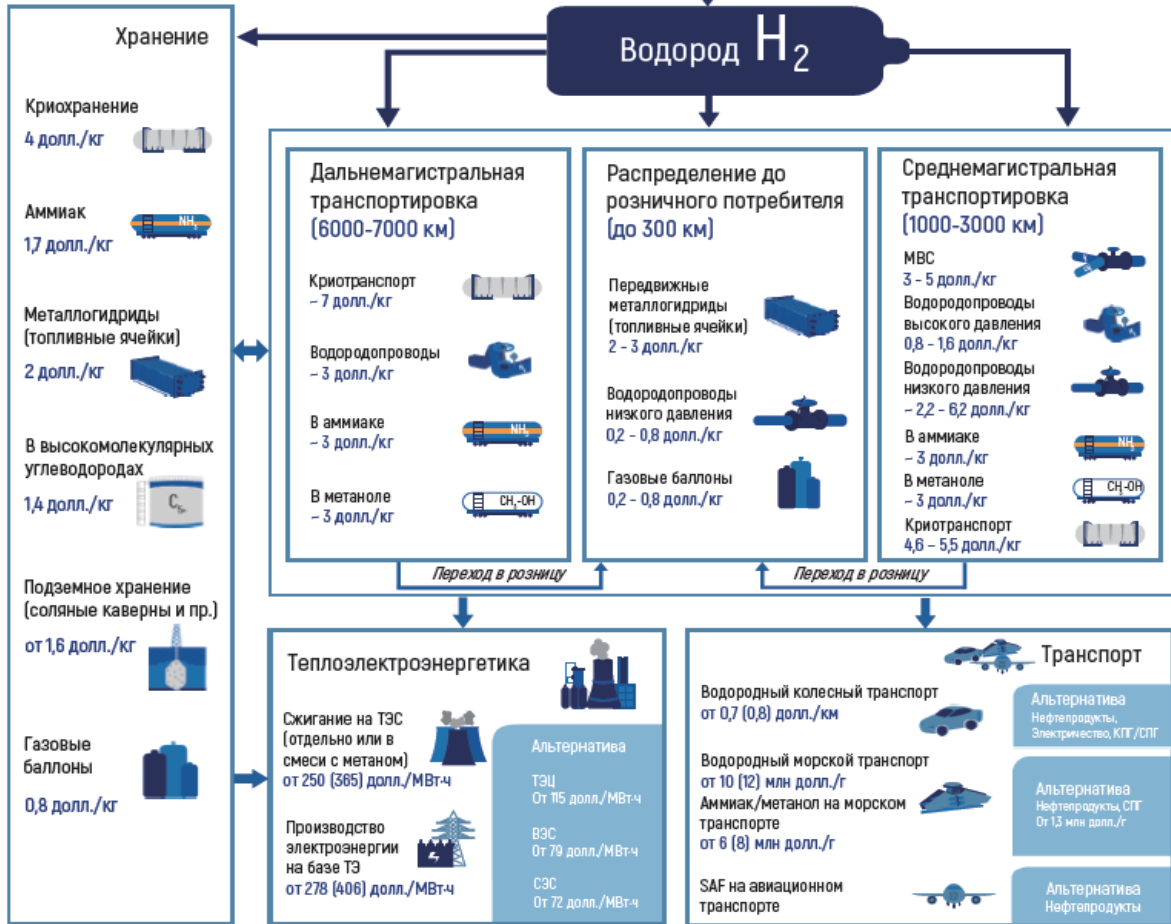 Водород H₂
Хранение
Криохранение
4 долл./кг
Аммиак
1,7 долл./кг
NH₃
Металлогидриды
(топливные ячейки)
2 долл./кг
В высокомолекулярных
углеводородах
1,4 долл./кг
C₅₊
Подземное хранение
(соляные каверны и пр.)
от 1,6 долл./кг
Газовые
баллоны
0,8 долл./кг
Дальнемагистральная
транспортировка
(6000-7000 км)
Криотранспорт
~ 7 долл./кг
Водородопроводы
~ 3 долл./кг
В аммиаке
~ 3 долл./кг
NH₃
В метаноле
~ 3 долл./кг
CH₃-OH
Распределение до
розничного потребителя
(до 300 км)
Передвижные
металлогидриды
(топливные ячейки)
2 – 3 долл./кг
Водородопроводы
низкого давления
0,2 – 0,8 долл./кг
Газовые баллоны
0,2 – 0,8 долл./кг
Среднемагистральная
транспортировка
(1000-3000 км)
МВС
3 – 5 долл./кг
Водородопроводы
высокого давления
0,8 – 1,6 долл./кг
Водородопроводы
низкого давления
~ 2,2 – 6,2 долл./кг
В аммиаке
~ 3 долл./кг
NH₃
В метаноле
~ 3 долл./кг
CH₃-OH
Криотранспорт
4,6 – 5,5 долл./кг
Переход в розницу
Переход в розницу
Теплоэлектроэнергетика
Сжигание на ТЭС
(отдельно или в
смеси с метаном)
от 250 (365) долл./МВт·ч
Производство
электроэнергии
на базе ТЭ
от 278 (406) долл./МВт·ч
Альтернатива
ТЭЦ
От 115 долл./МВт·ч
ВЭС
От 79 долл./МВт·ч
СЭС
От 72 долл./МВт·ч
Транспорт
Водородный колесный транспорт
от 0,7 (0,8) долл./км
Альтернатива
Нефтепродукты,
Электричество, КПГ/СПГ
Водородный морской транспорт
от 10 (12) млн долл./г
Аммиак/метанол на морском
транспорте
от 6 (8) млн долл./г
Альтернатива
Нефтепродукты, СПГ
От 1,3 млн долл./г
SAF на авиационном
транспорте
Альтернатива
Нефтепродукты